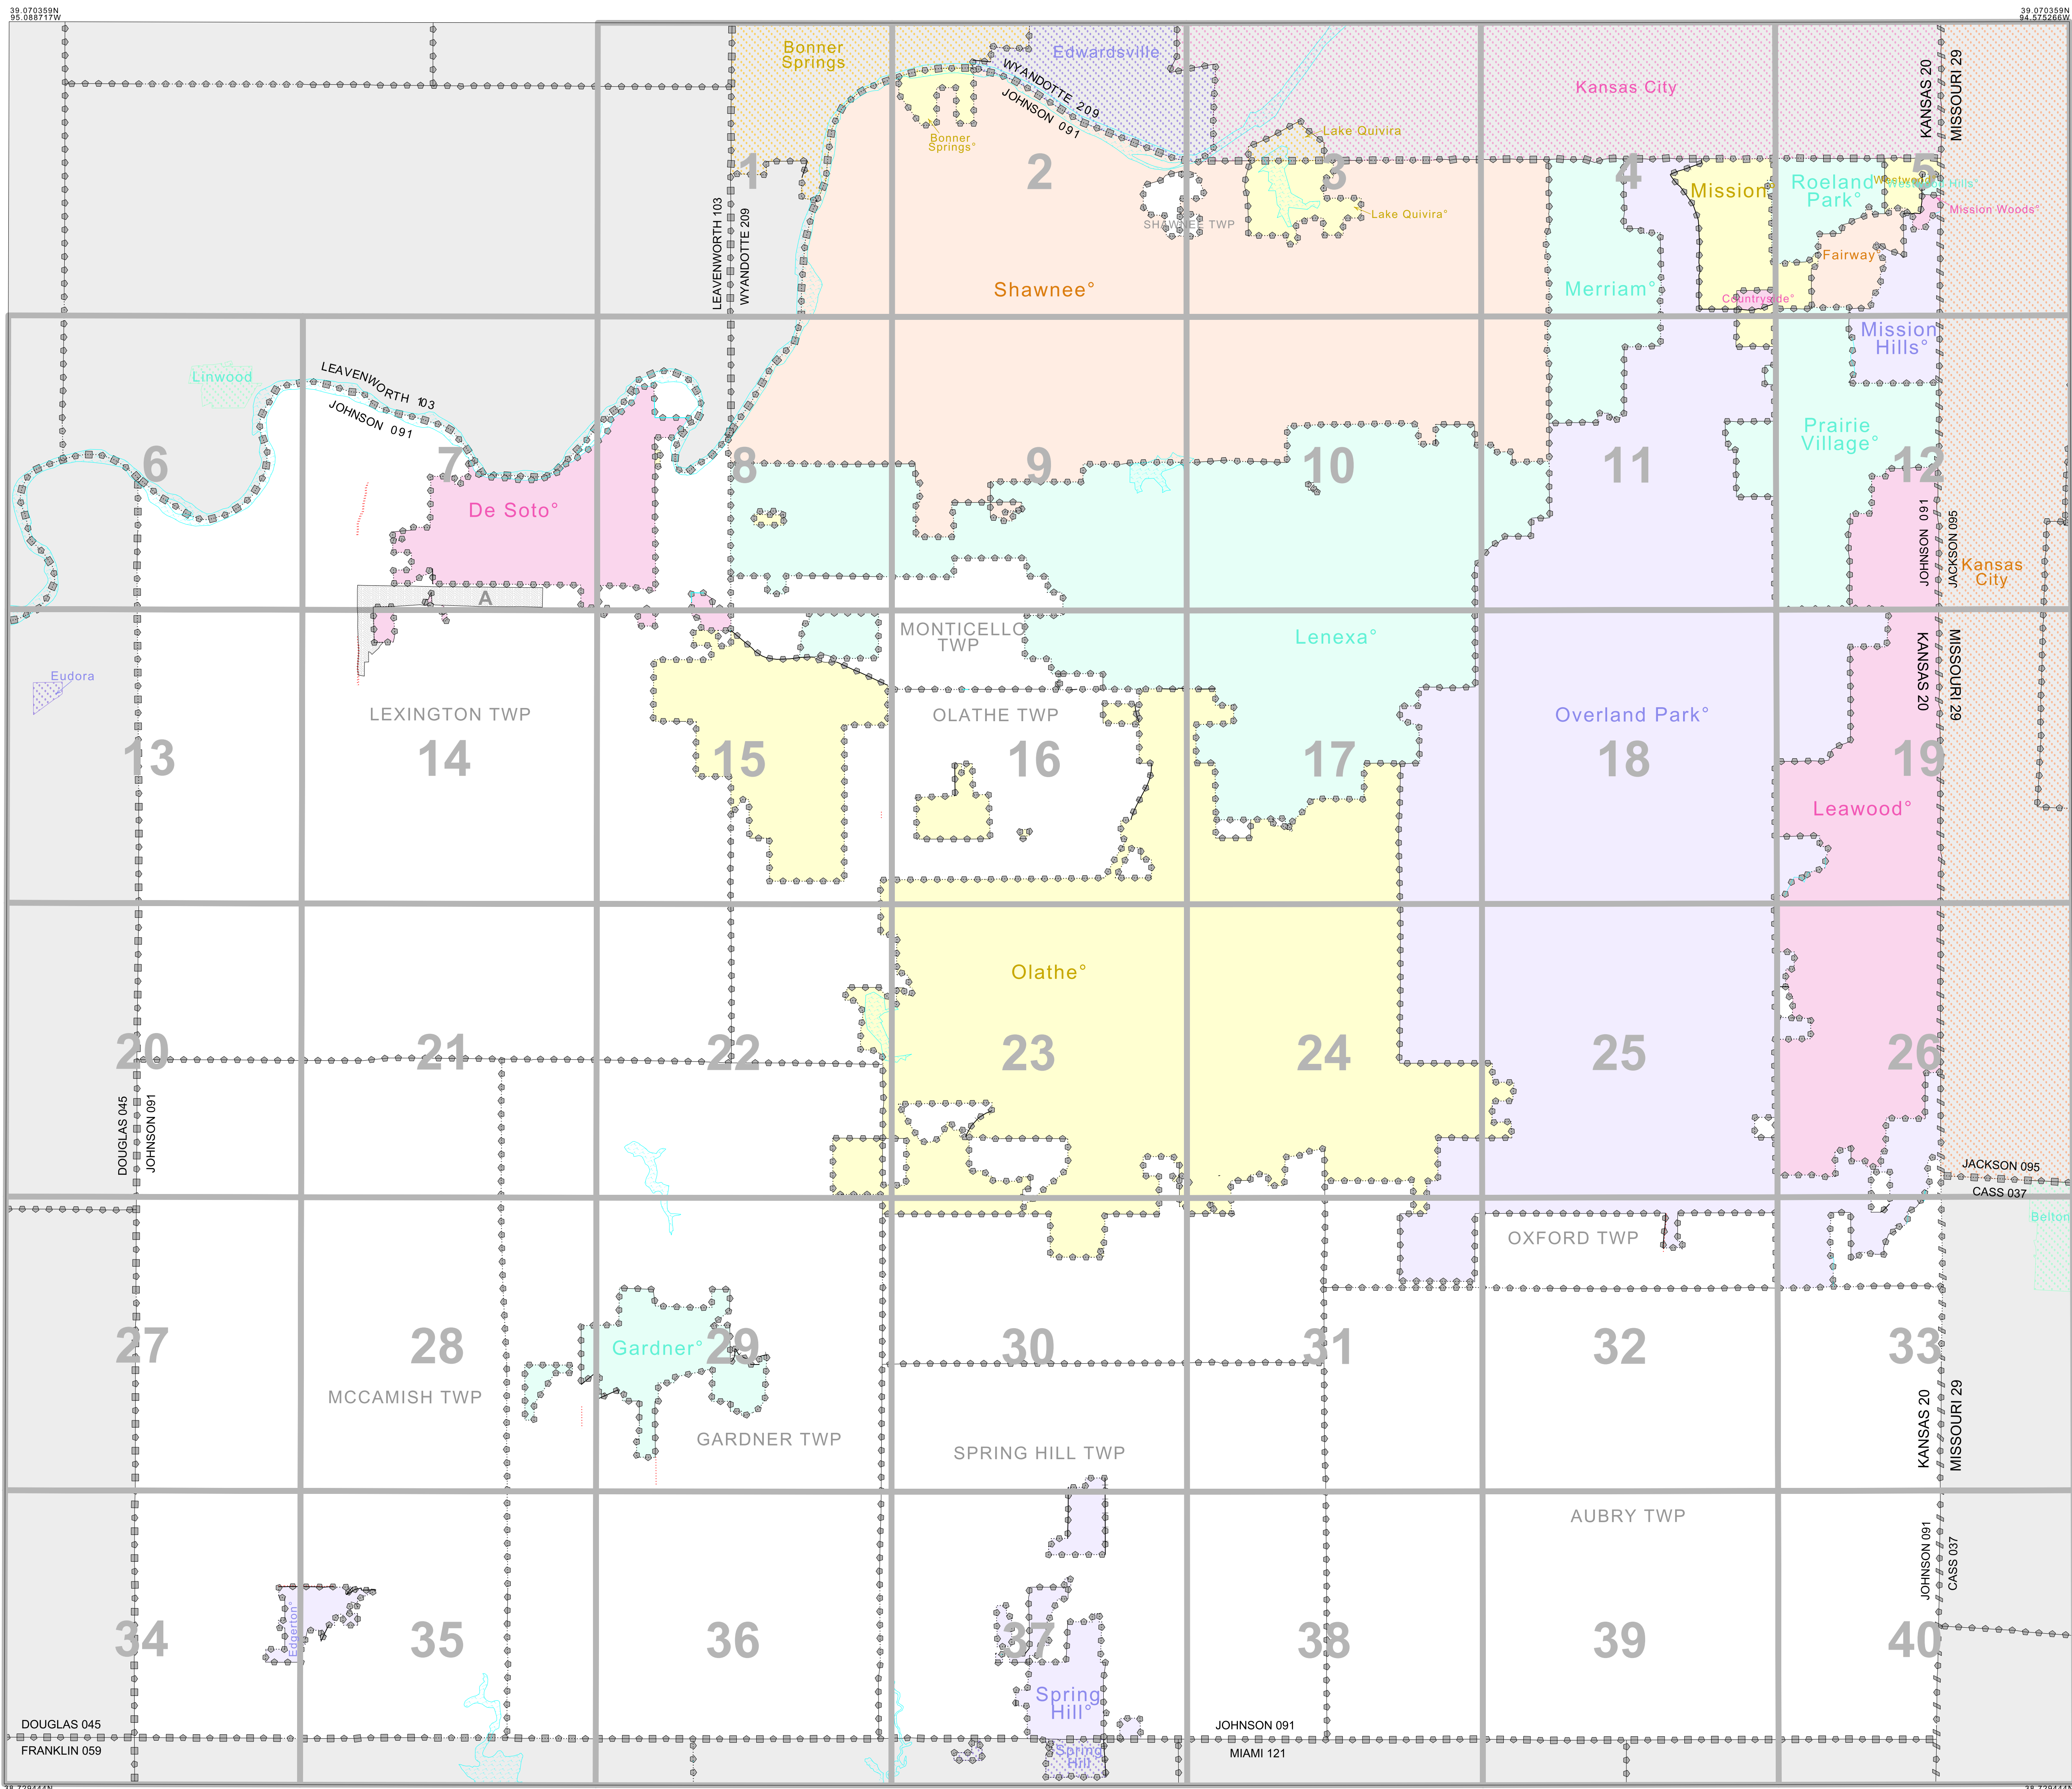 39.070359N
95.088717W
39.070359N
94.575266W
Bonner
Springs
Edwardsville
WYANDOTTE 209
JOHNSON 091
Kansas City
KANSAS 20
MISSOURI 29
Bonner
Springs°
Lake Quivira
1
2
3
4
5
Mission°
Roeland
Park°
Westwood°
Westwood Hills°
Mission Woods°
Lake Quivira°
SHAWNEE TWP
Fairway°
LEAVENWORTH 103
WYANDOTTE 209
Shawnee°
Merriam°
Countryside°
Mission
Hills°
Linwood
LEAVENWORTH 103
JOHNSON 091
Prairie
Village°
6
7
8
9
10
11
12
De Soto°
JOHNSON 091
JACKSON 095
Kansas
City
A
MONTICELLO
TWP
Lenexa°
KANSAS 20
MISSOURI 29
Eudora
LEXINGTON TWP
OLATHE TWP
Overland Park°
13
14
15
16
17
18
19
Leawood°
Olathe°
20
21
22
23
24
25
26
DOUGLAS 045
JOHNSON 091
JACKSON 095
CASS 037
Belton
OXFORD TWP
27
28
Gardner°
29
30
31
32
33
MCCAMISH TWP
GARDNER TWP
SPRING HILL TWP
KANSAS 20
MISSOURI 29
AUBRY TWP
JOHNSON 091
CASS 037
Edgerton°
34
35
36
37
38
39
40
Spring
Hill°
DOUGLAS 045
FRANKLIN 059
JOHNSON 091
MIAMI 121
Spring
Hill
38.729444N
38.729444N